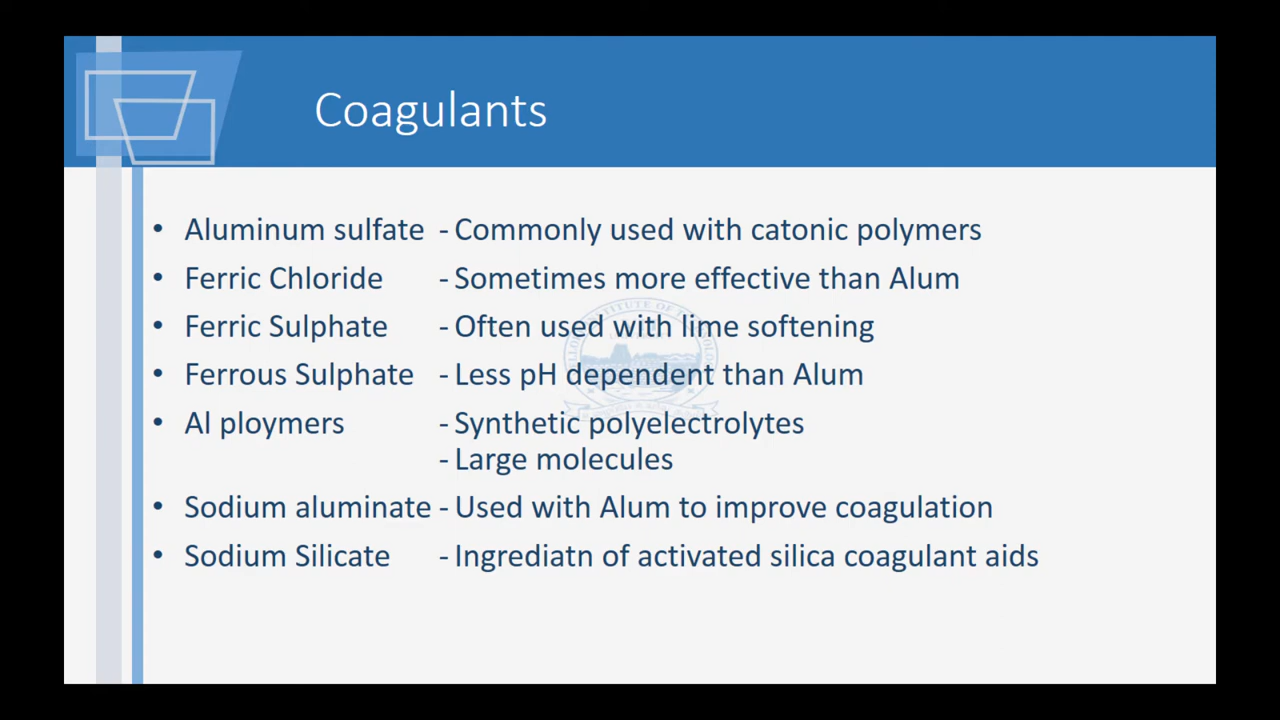 Coagulants
• Aluminum sulfate - Commonly used with catonic polymers
• Ferric Chloride - Sometimes more effective than Alum
• Ferric Sulphate - Often used with lime softening
• Ferrous Sulphate - Less pH dependent than Alum
• Al ploymers - Synthetic polyelectrolytes
- Large molecules
• Sodium aluminate - Used with Alum to improve coagulation
• Sodium Silicate - Ingrediatn of activated silica coagulant aids